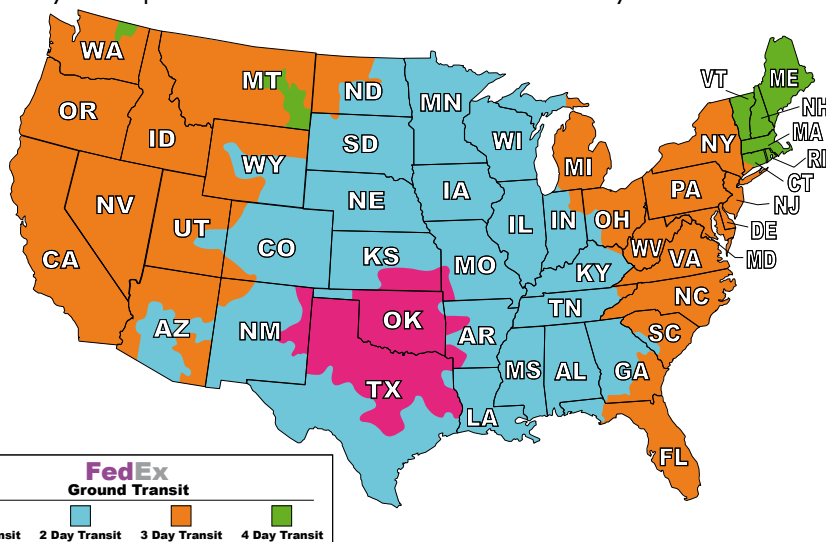 WA
MT
ND
MN
VT
ME
NH
OR
ID
SD
WI
MI
NY
MA
RI
CT
WY
NE
IA
PA
NJ
NV
UT
CO
IL
IN
OH
DE
CA
KS
MO
KY
WV
VA
MD
AZ
NM
OK
AR
TN
NC
SC
TX
MS
AL
GA
LA
FL
FedEx
Ground Transit
2 Day Transit 3 Day Transit 4 Day Transit